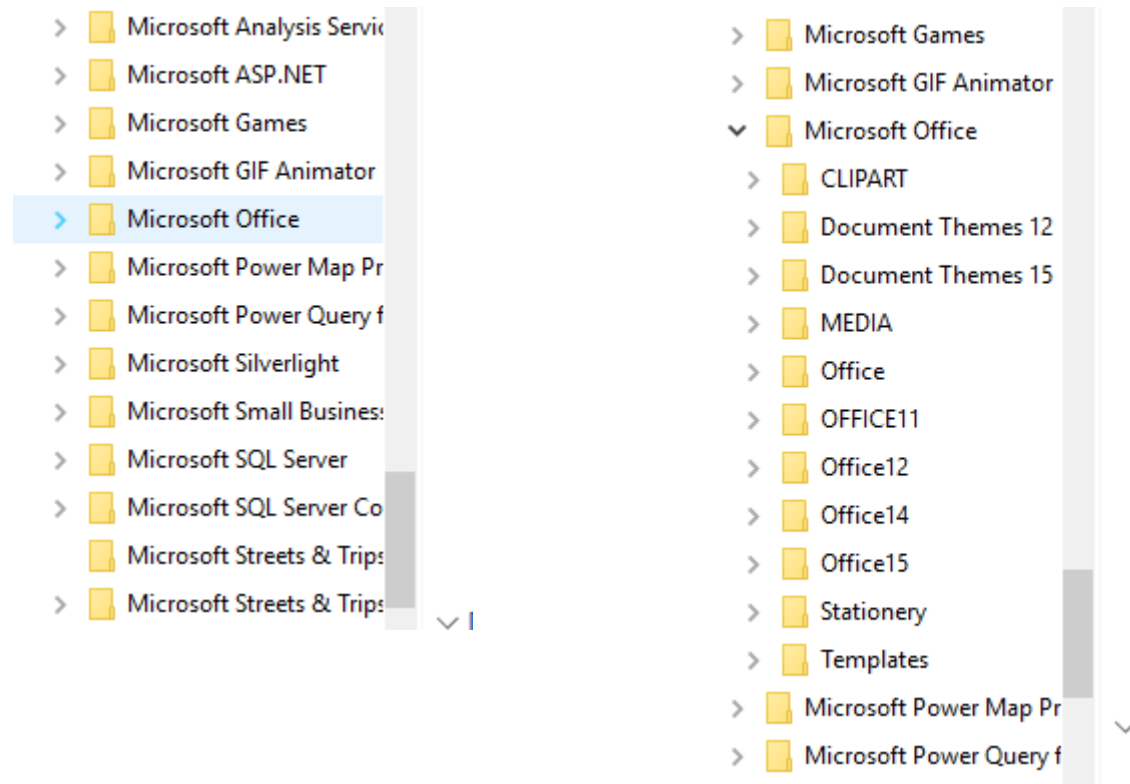 Microsoft Analysis Servic
Microsoft ASP.NET
Microsoft Games
Microsoft GIF Animator
Microsoft Office
Microsoft Power Map Pr
Microsoft Power Query f
Microsoft Silverlight
Microsoft Small Business
Microsoft SQL Server
Microsoft SQL Server Co
Microsoft Streets & Trips
Microsoft Streets & Trips
Microsoft Games
Microsoft GIF Animator
Microsoft Office
CLIPART
Document Themes 12
Document Themes 15
MEDIA
Office
OFFICE11
Office12
Office14
Office15
Stationery
Templates
Microsoft Power Map Pr
Microsoft Power Query f